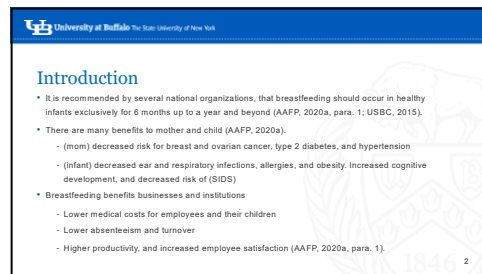 University at Buffalo The State University of New York
Introduction
• It is recommended by several national organizations, that breastfeeding should occur in healthy
infants exclusively for 6 months up to a year and beyond (AAFP, 2020a, para. 1; USBC, 2015).
• There are many benefits to mother and child (AAFP, 2020a).
- (mom) decreased risk for breast and ovarian cancer, type 2 diabetes, and hypertension
- (infant) decreased ear and respiratory infections, allergies, and obesity. Increased cognitive
development, and decreased risk of (SIDS)
• Breastfeeding benefits businesses and institutions
- Lower medical costs for employees and their children
- Lower absenteeism and turnover
- Higher productivity, and increased employee satisfaction (AAFP, 2020a, para. 1).
1846
2